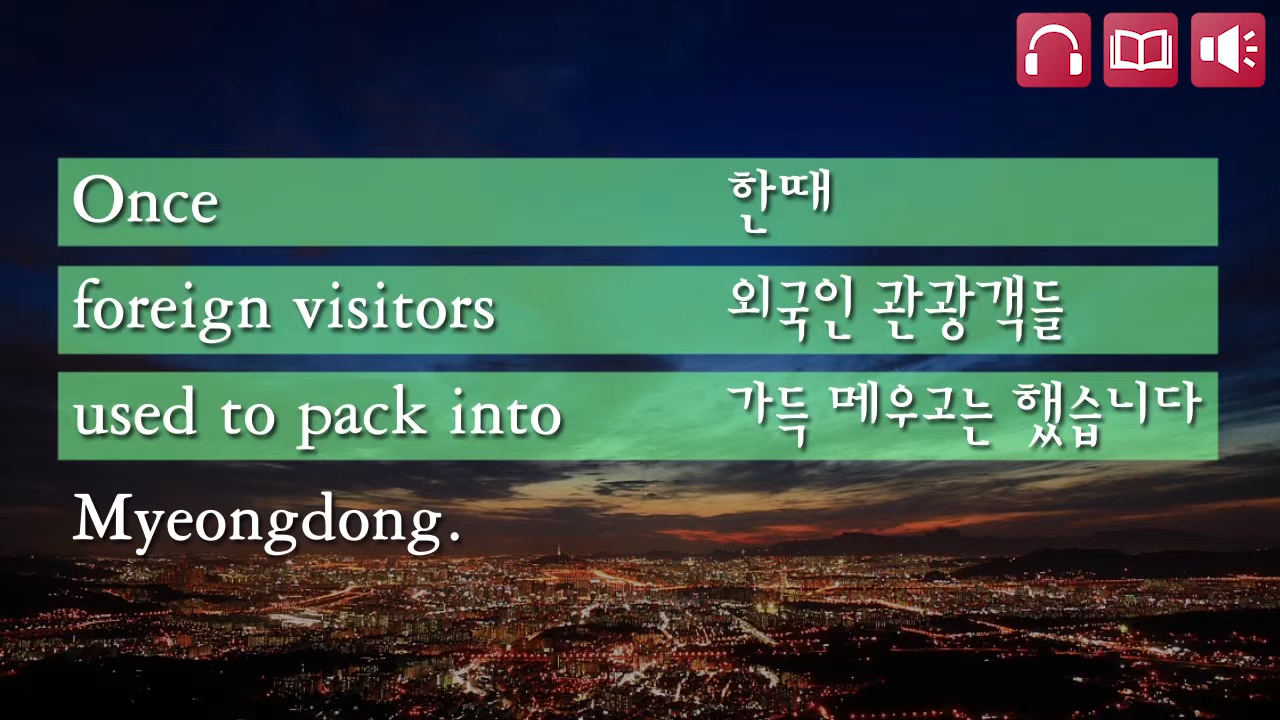 Once 한때
foreign visitors 외국인 관광객들
used to pack into 가득 메우고는 했습니다
Myeongdong.